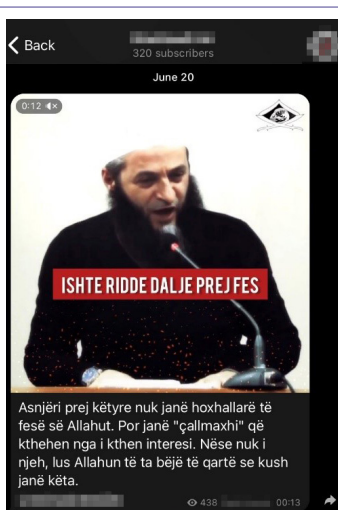 Back
320 subscribers
June 20
0:12
ISHTE RIDDE DALJE PREJ FES
Asnjëri prej këtyre nuk janë hoxhallarë të
fesë së Allahut. Por janë "çallmaxhi" që
kthehen nga i kthen interesi. Nëse nuk i
njeh, lus Allahun të ta bëjë të qartë se kush
janë këta.
438
00:13